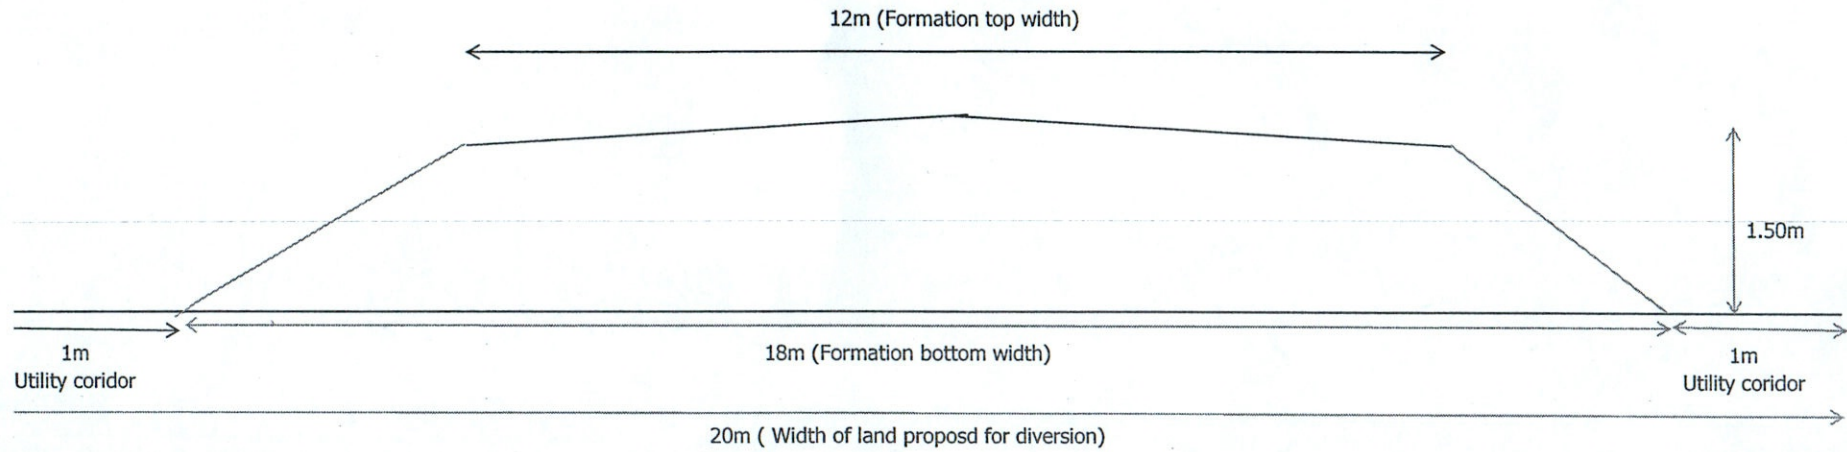 12m (Formation top width)
1.50m
1m
Utility coridor
18m (Formation bottom width)
1m
Utility coridor
20m ( Width of land proposd for diversion)